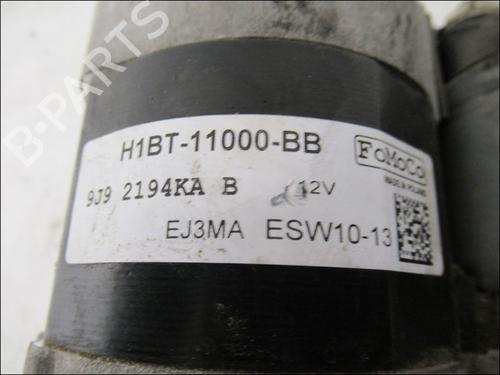 B-PARTS
H1BT-11000-BB
FoMoCo
MADE IN POLAND
9J9 2194KA B
12V
EJ3MA ESW10-13